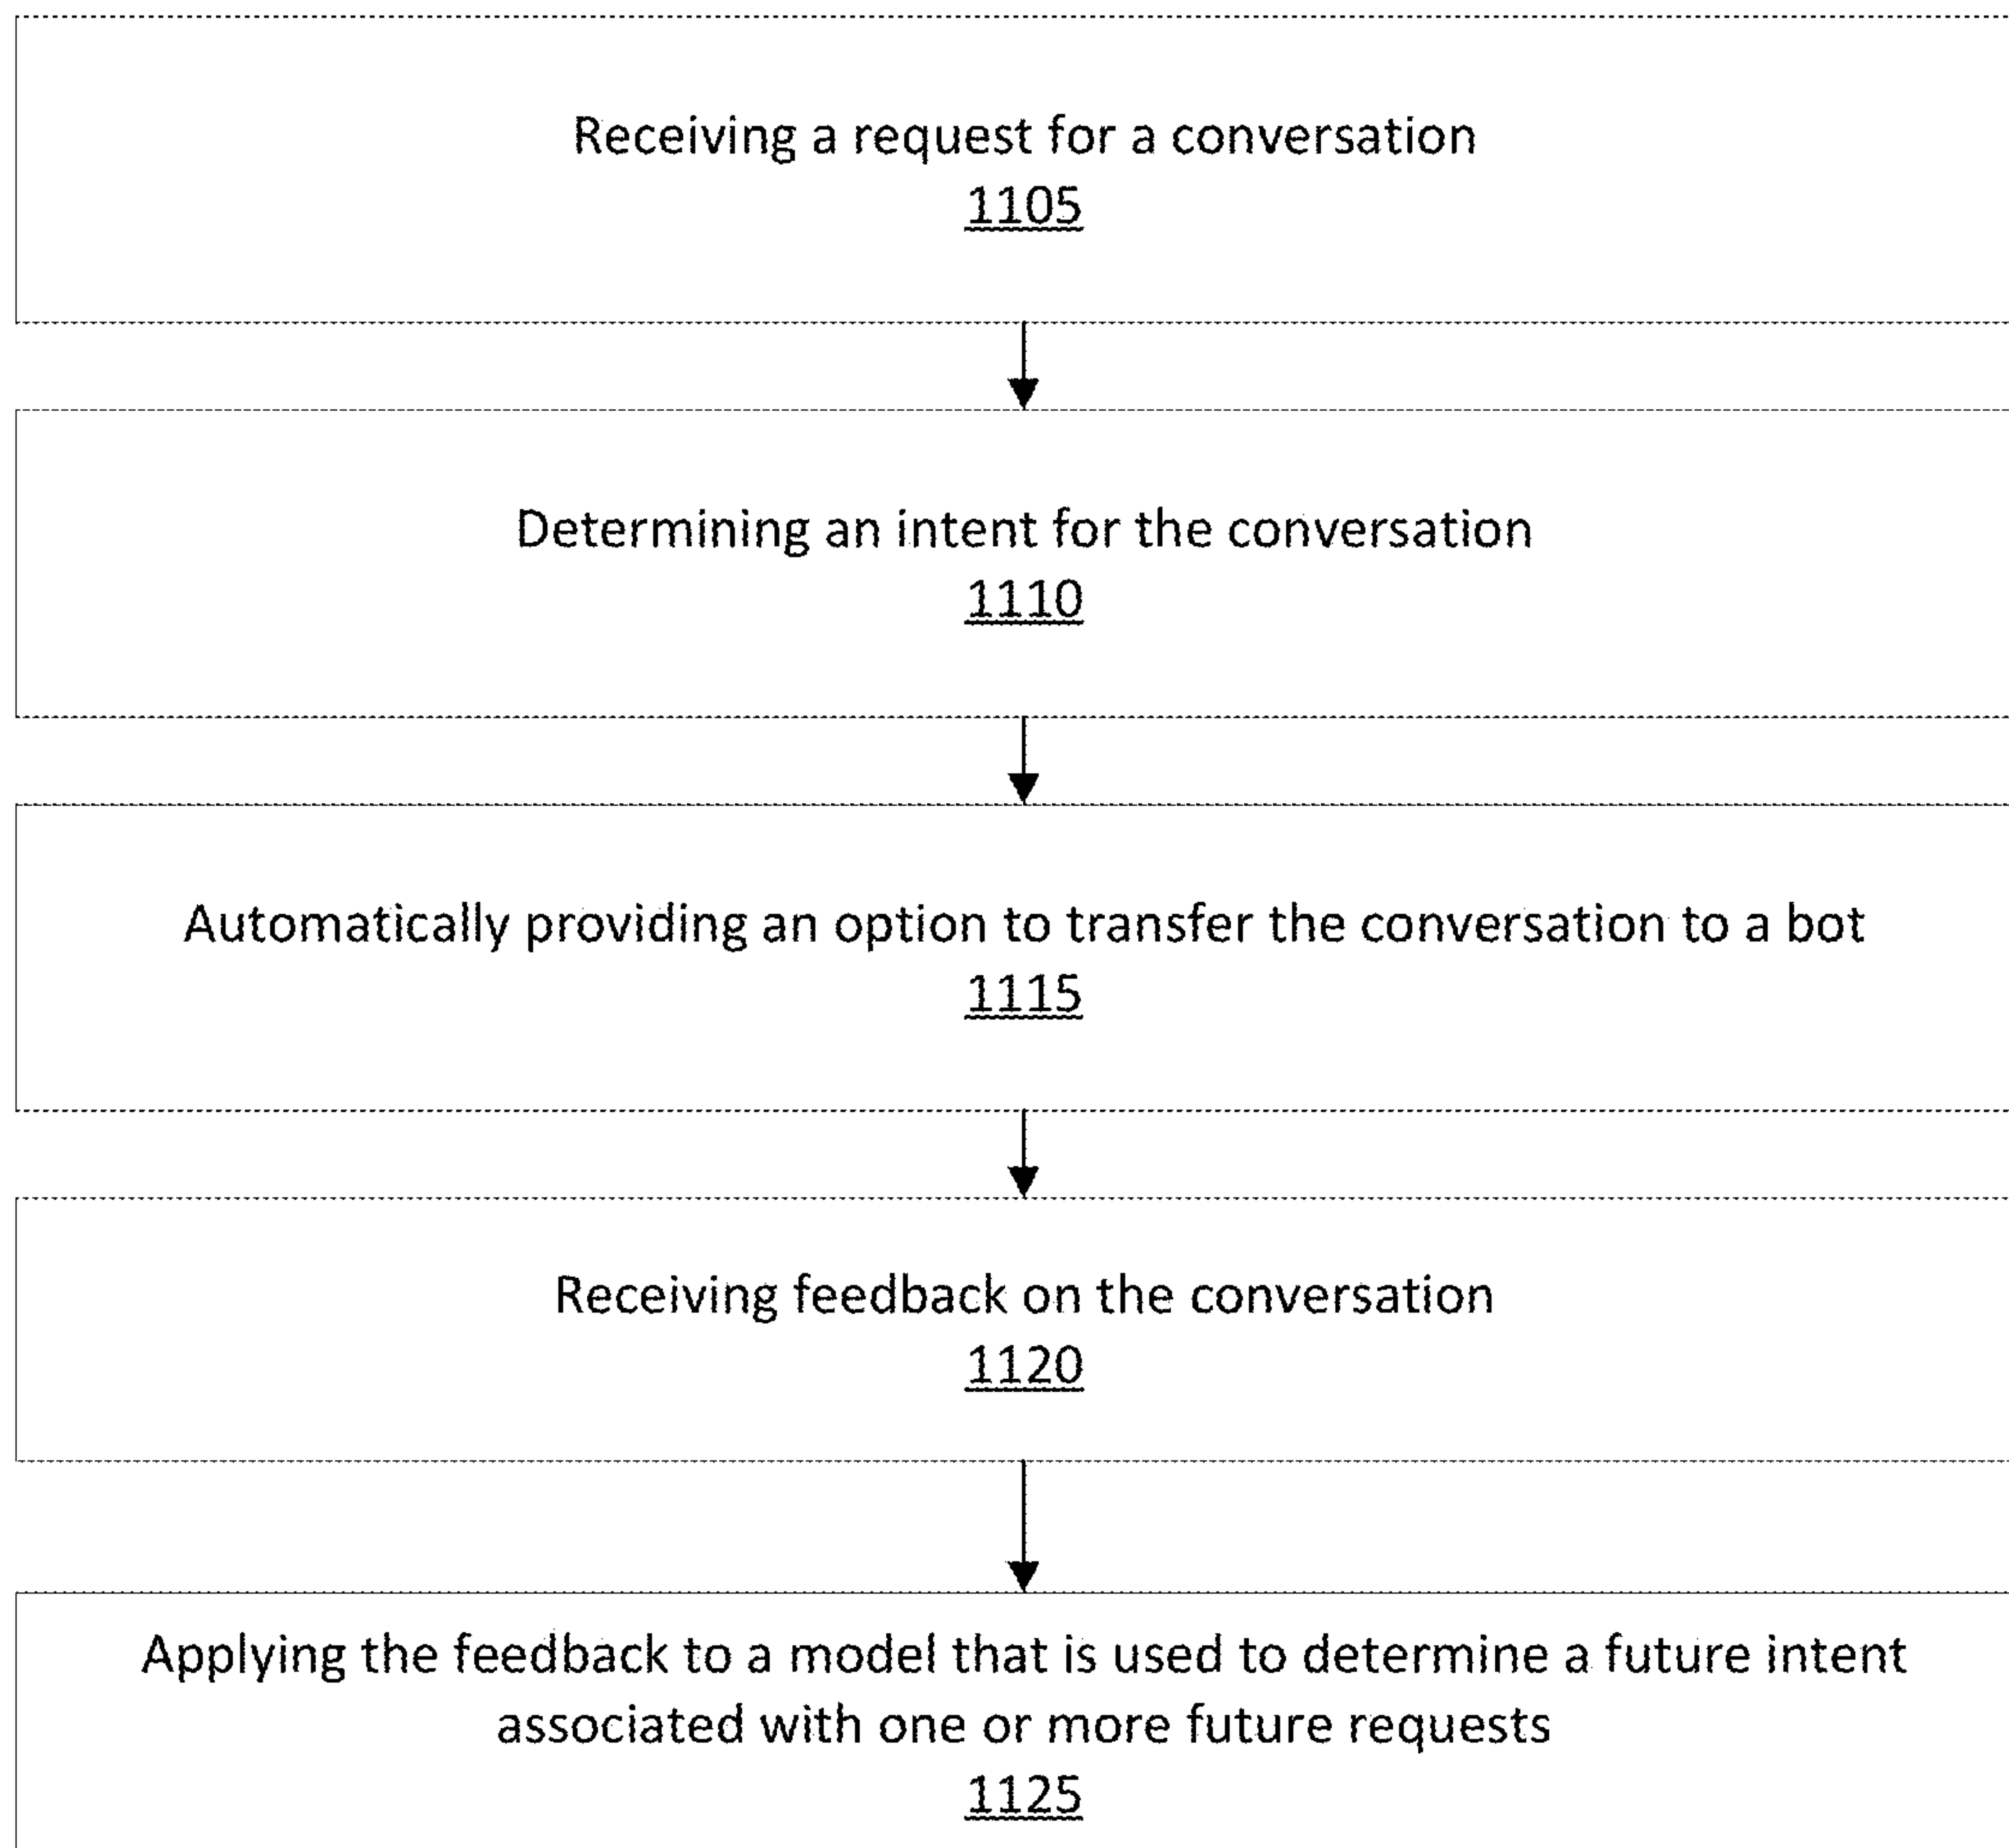 Receiving a request for a conversation
1105
Determining an intent for the conversation
1110
Automatically providing an option to transfer the conversation to a bot
1115
Receiving feedback on the conversation
1120
Applying the feedback to a model that is used to determine a future intent
associated with one or more future requests
1125